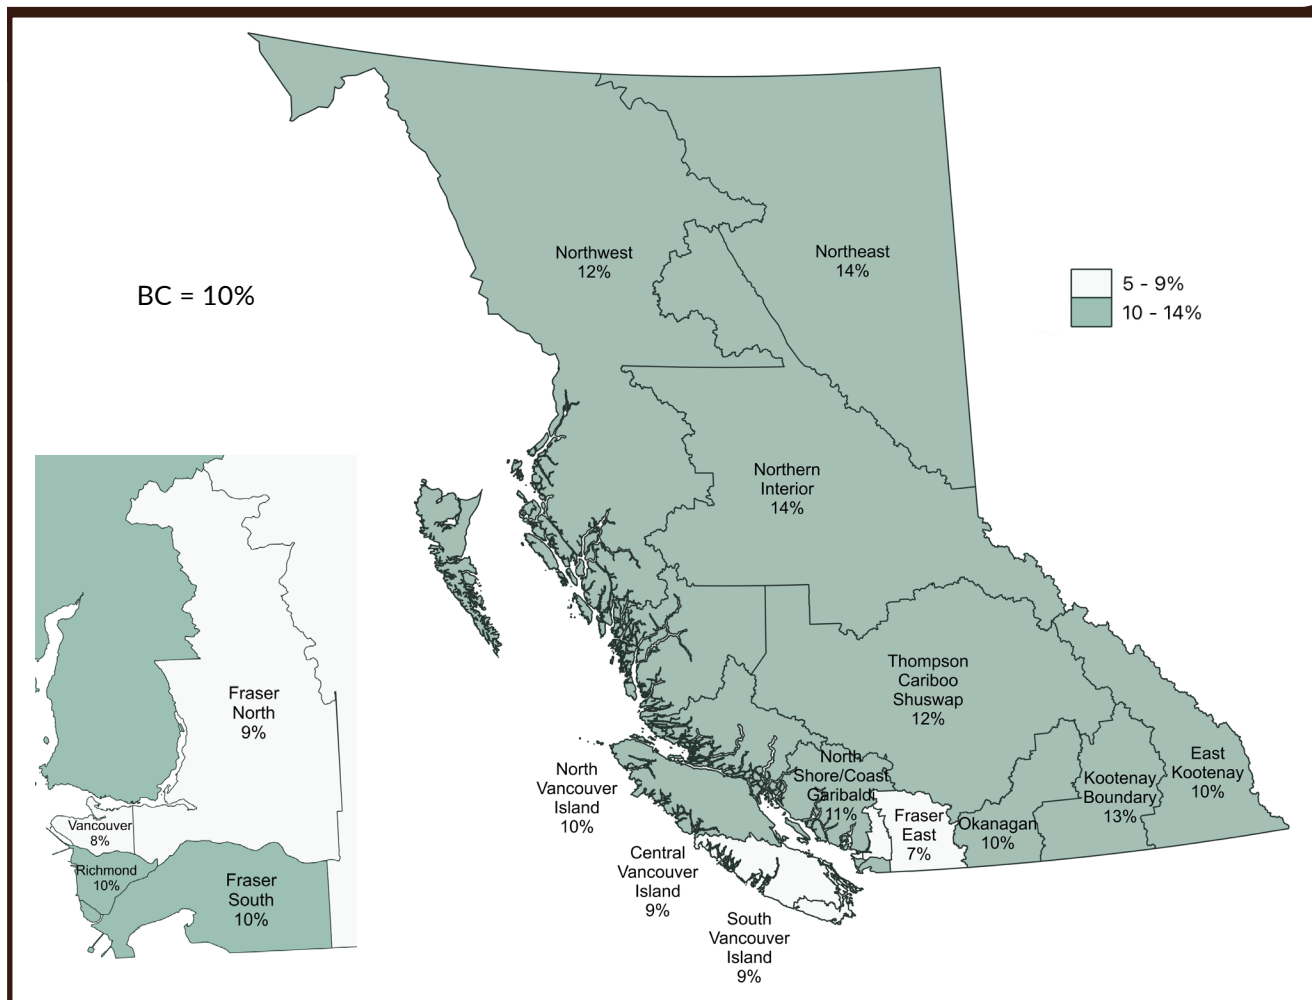 Northwest
12%
Northeast
14%
BC = 10%
5 - 9%
10 - 14%
Northern
Interior
14%
Thompson
Cariboo
Shuswap
12%
Fraser
North
9%
North
Vancouver
Island
10%
North
Shore/Coast
Garibaldi
11%
East
Kootenay
10%
Kootenay
Boundary
13%
Fraser
East
7%
Okanagan
10%
Vancouver
8%
Richmond
10%
Fraser
South
10%
Central
Vancouver
Island
9%
South
Vancouver
Island
9%